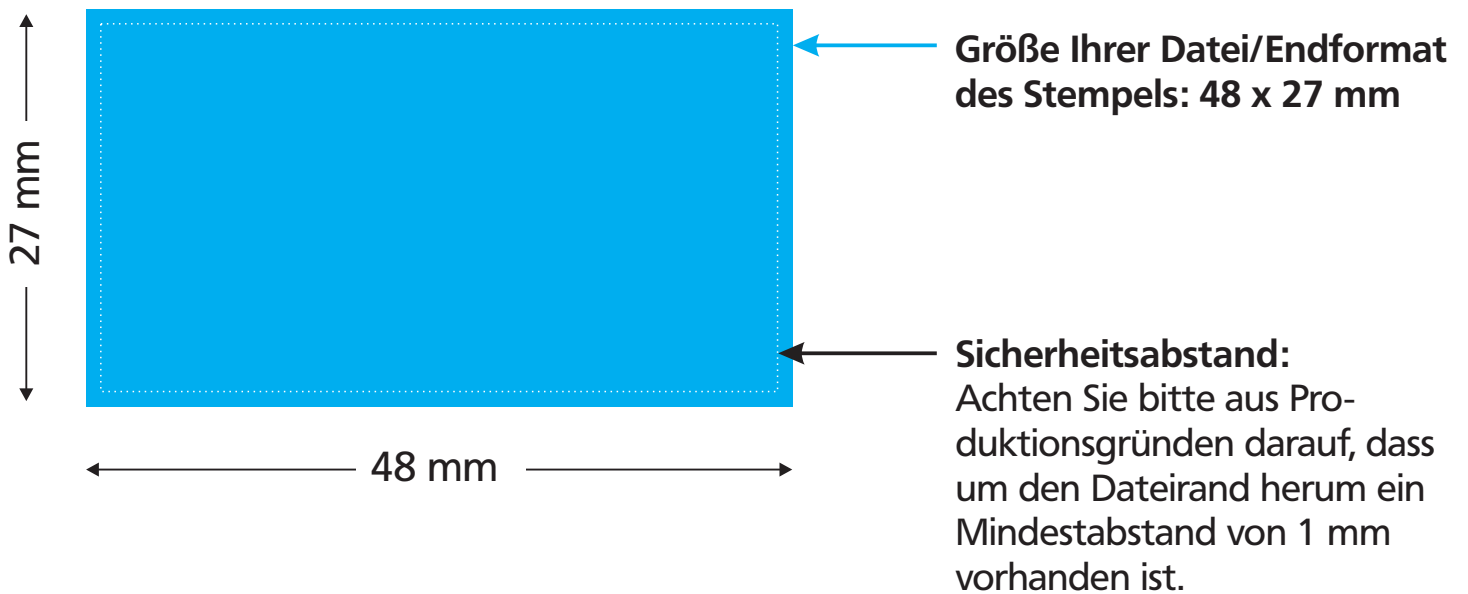 27 mm
Größe Ihrer Datei/Endformat
des Stempels: 48 x 27 mm
Sicherheitsabstand:
Achten Sie bitte aus Pro-
duktionsgründen darauf, dass
um den Dateirand herum ein
Mindestabstand von 1 mm
vorhanden ist.
48 mm